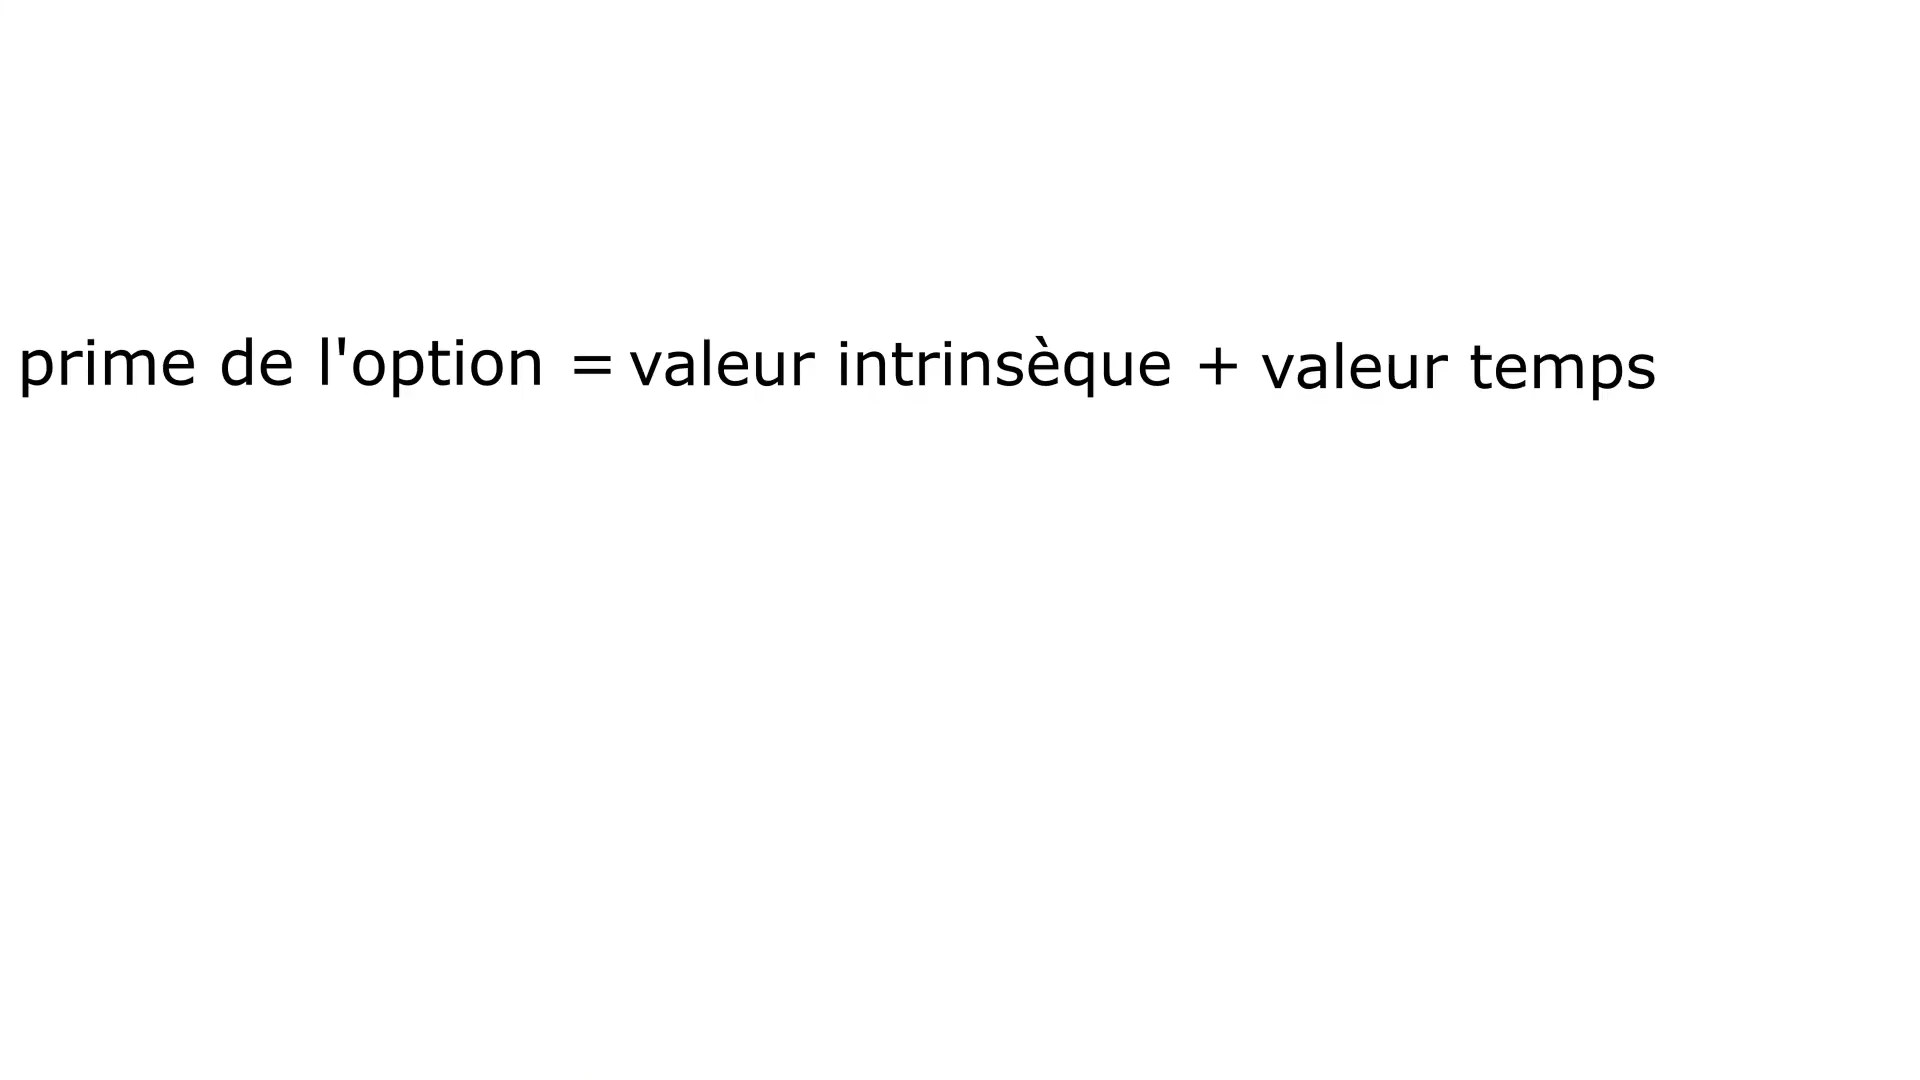 prime de l'option = valeur intrinsèque + valeur temps